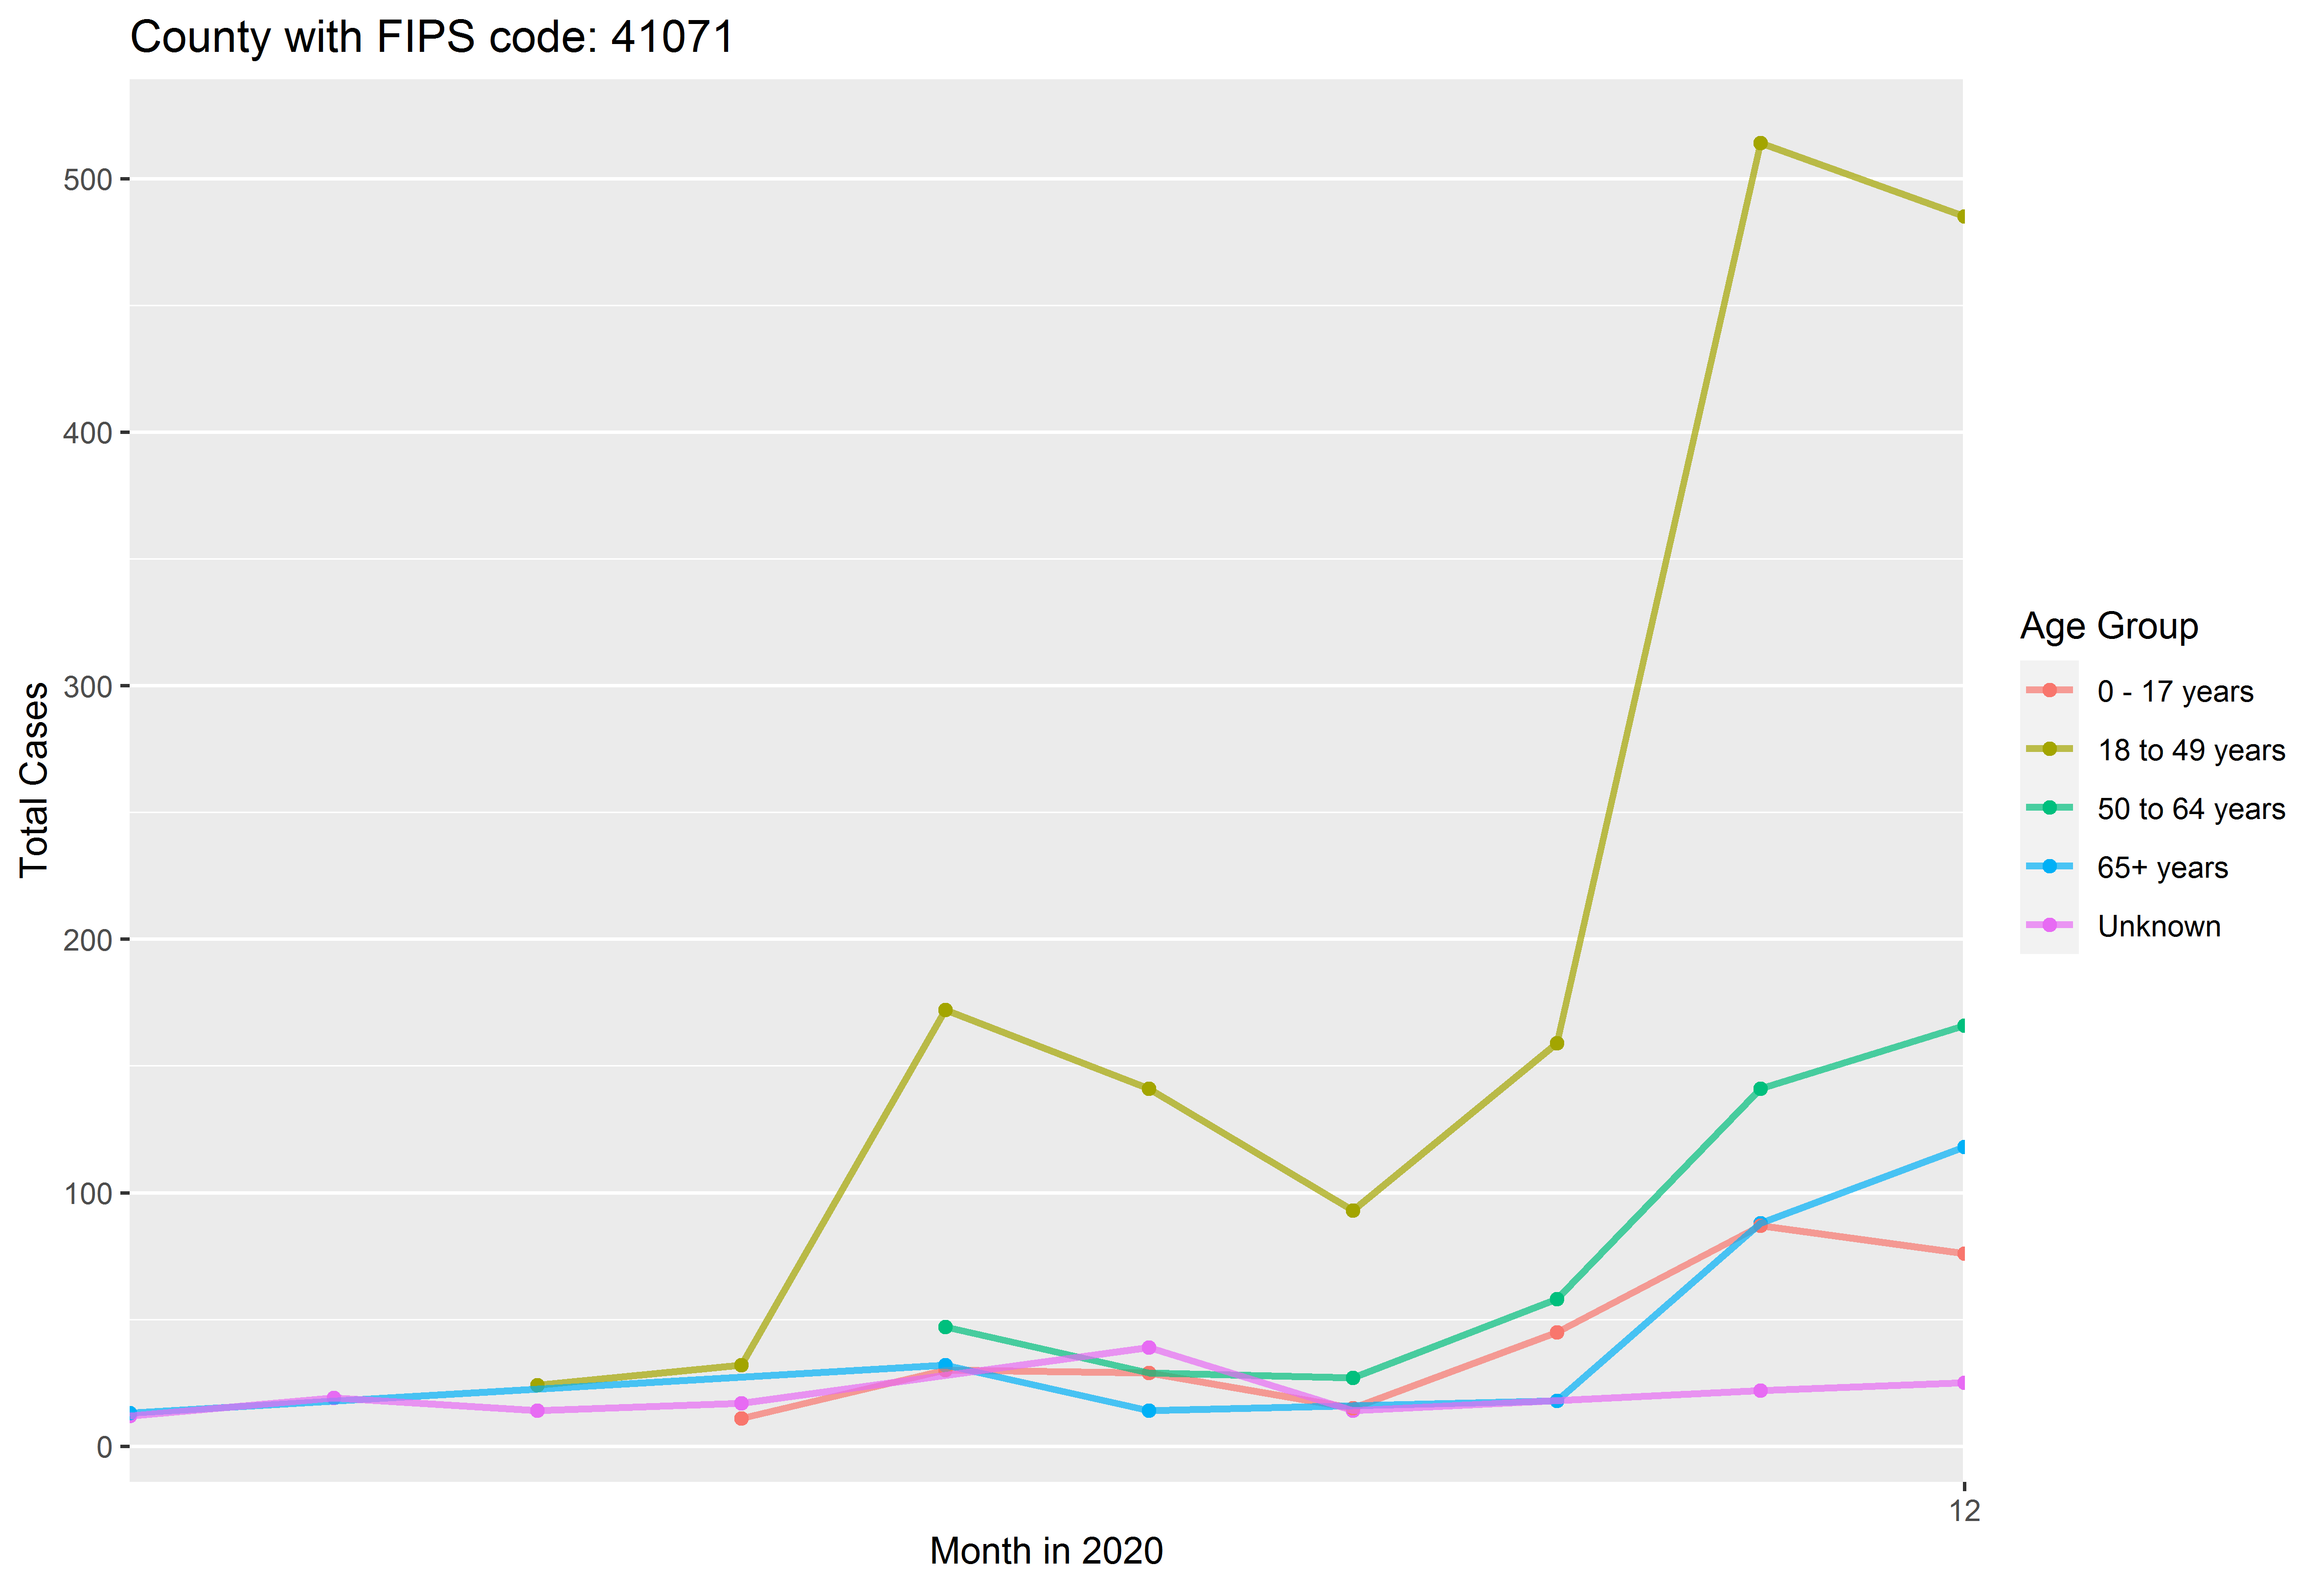 County with FIPS code: 41071
500
400
300
200
100
0
Total Cases
12
Month in 2020
Age Group
0 - 17 years
18 to 49 years
50 to 64 years
65+ years
Unknown